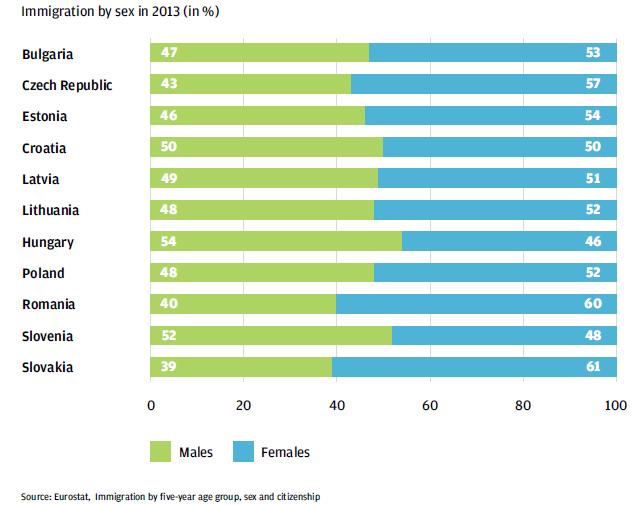 Immigration by sex in 2013 (in %)
Bulgaria 47 53
Czech Republic 43 57
Estonia 46 54
Croatia 50 50
Latvia 49 51
Lithuania 48 52
Hungary 54 46
Poland 48 52
Romania 40 60
Slovenia 52 48
Slovakia 39 61
0 20 40 60 80 100
Males Females
Source: Eurostat, Immigration by five-year age group, sex and citizenship